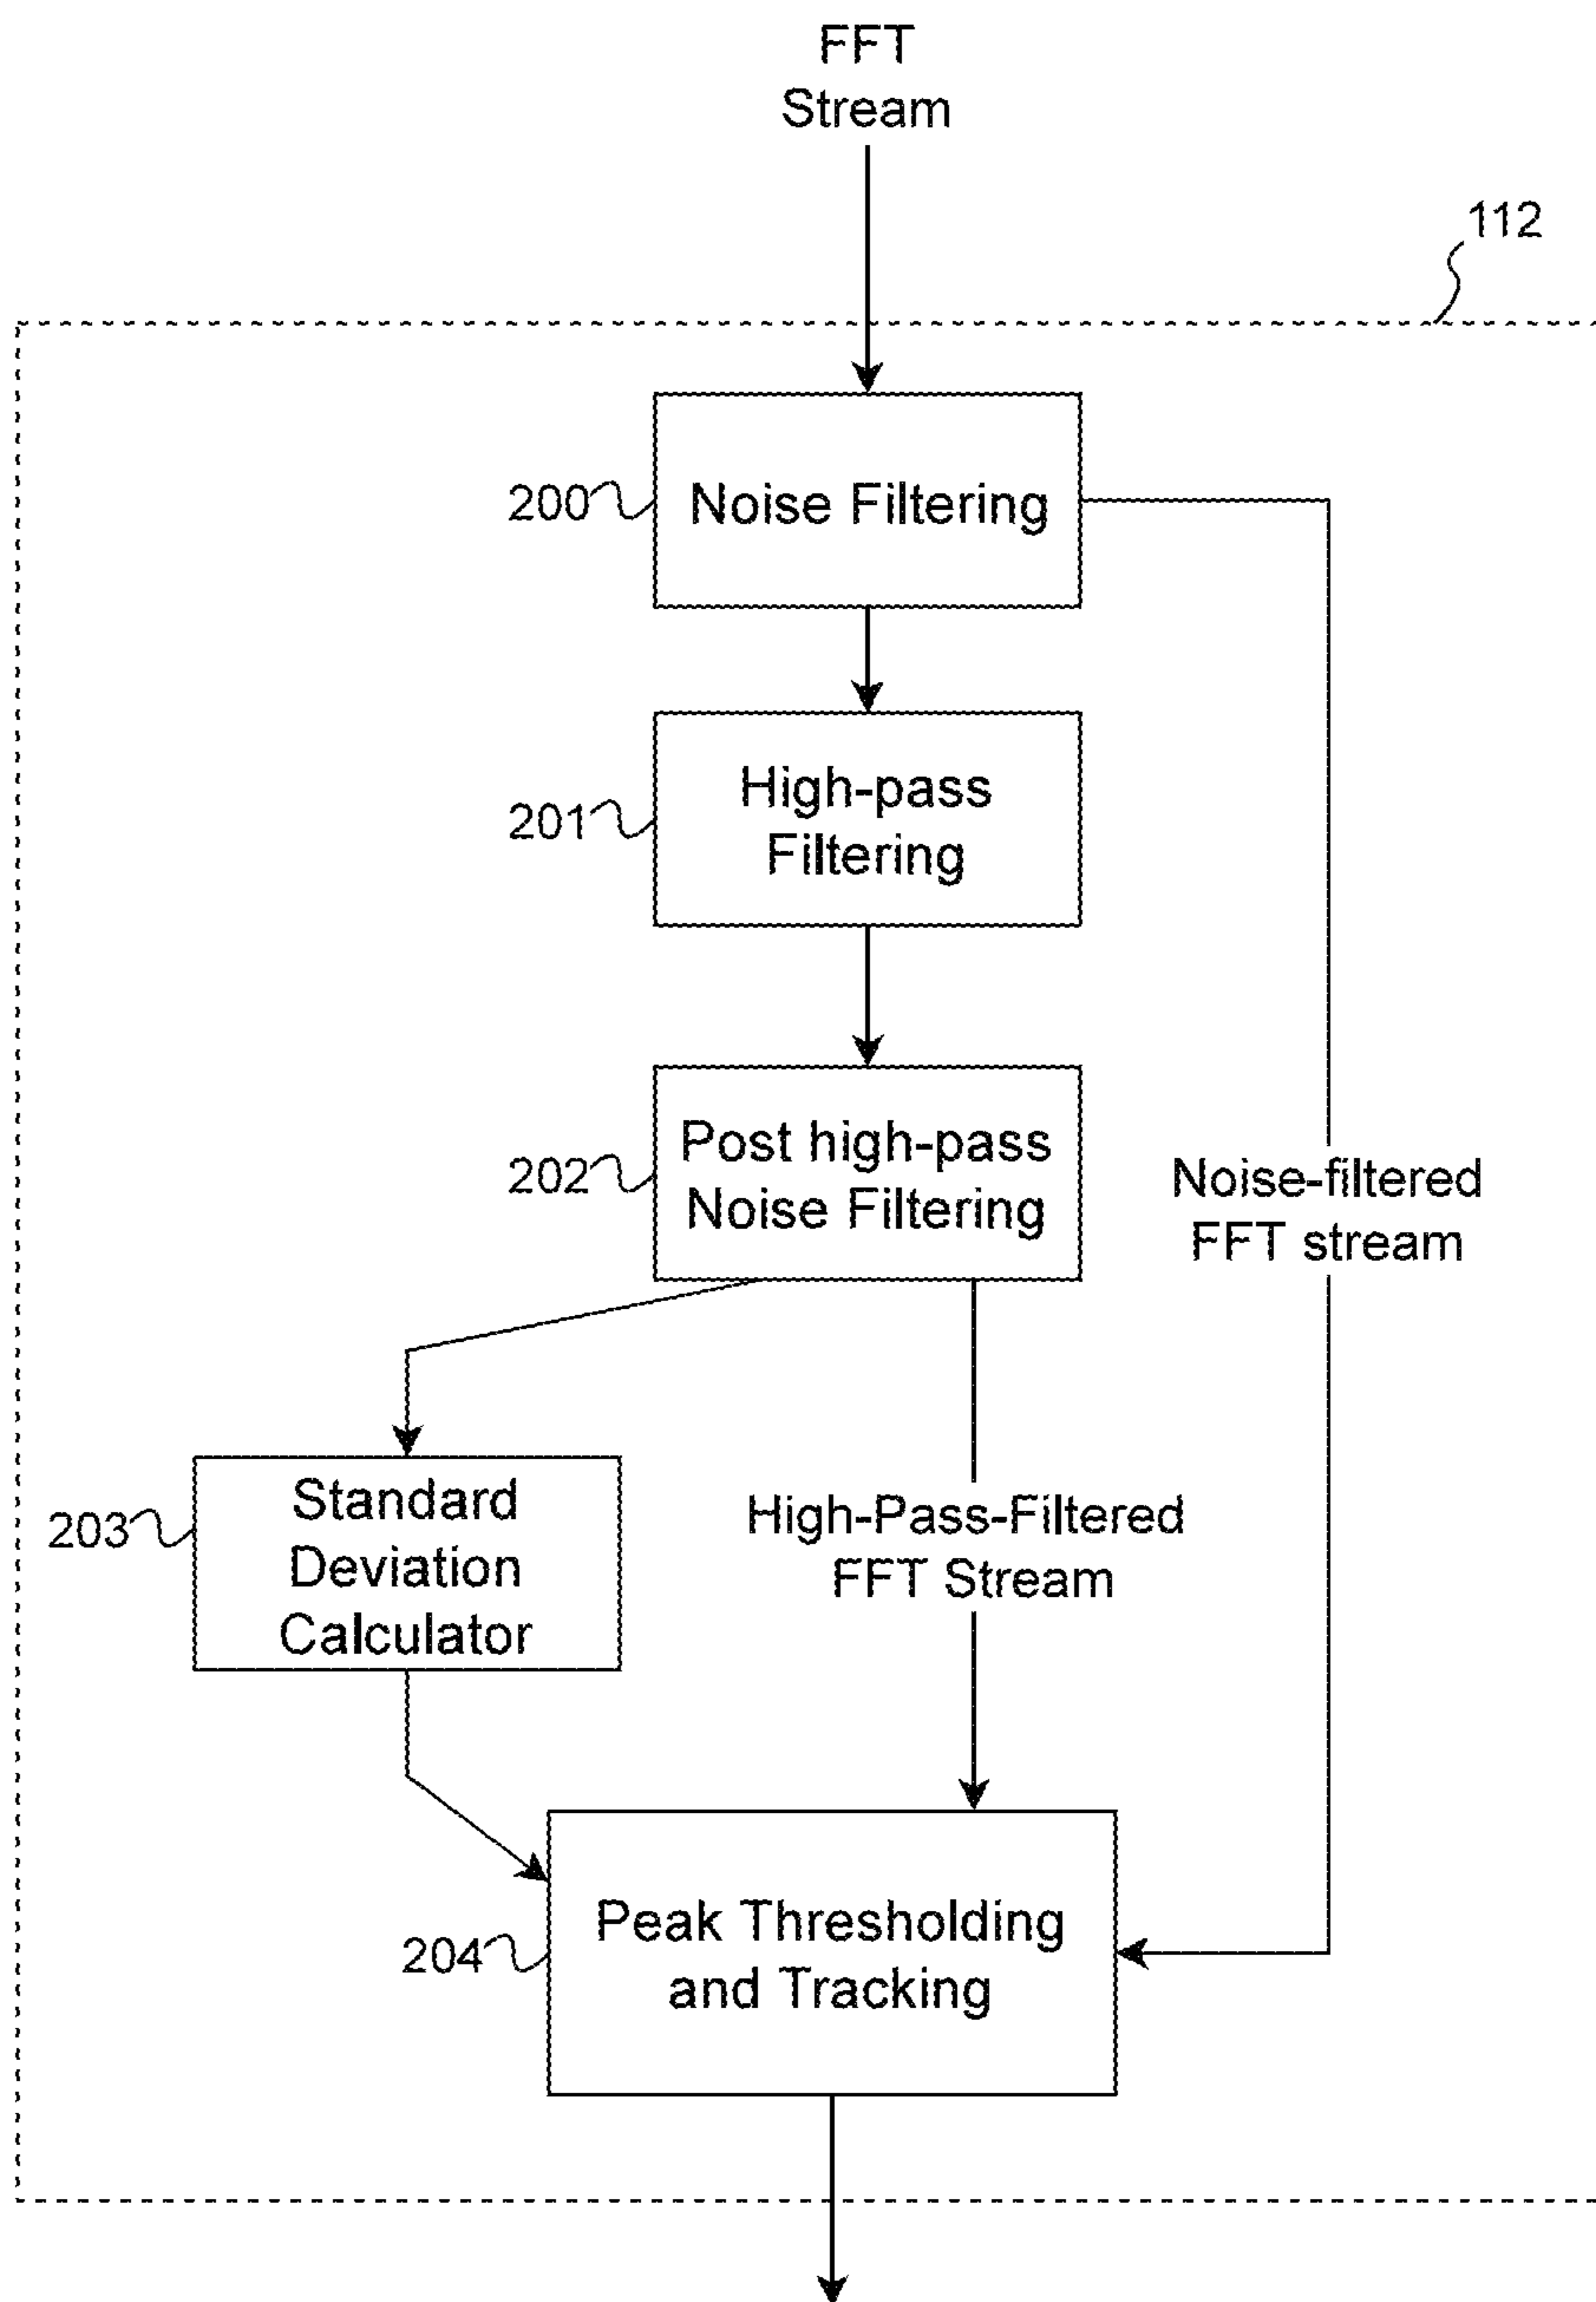 FFT
Stream
112
200
Noise Filtering
201
High-pass
Filtering
202
Post high-pass
Noise Filtering
Noise-filtered
FFT stream
203
Standard
Deviation
Calculator
High-Pass-Filtered
FFT Stream
204
Peak Thresholding
and Tracking